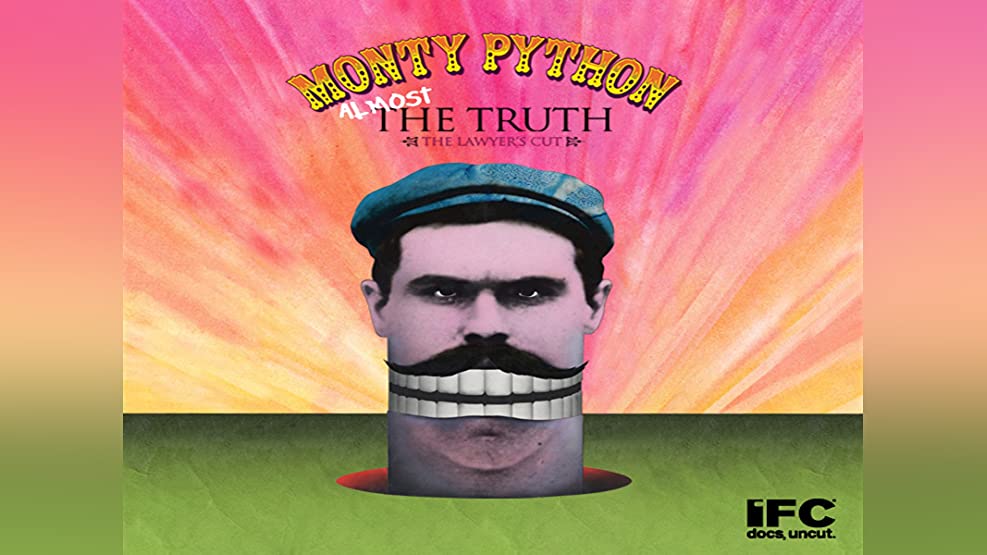 MONTY PYTHON
ALMOST
THE TRUTH
THE LAWYER'S CUT
iFC
docs, uncut.